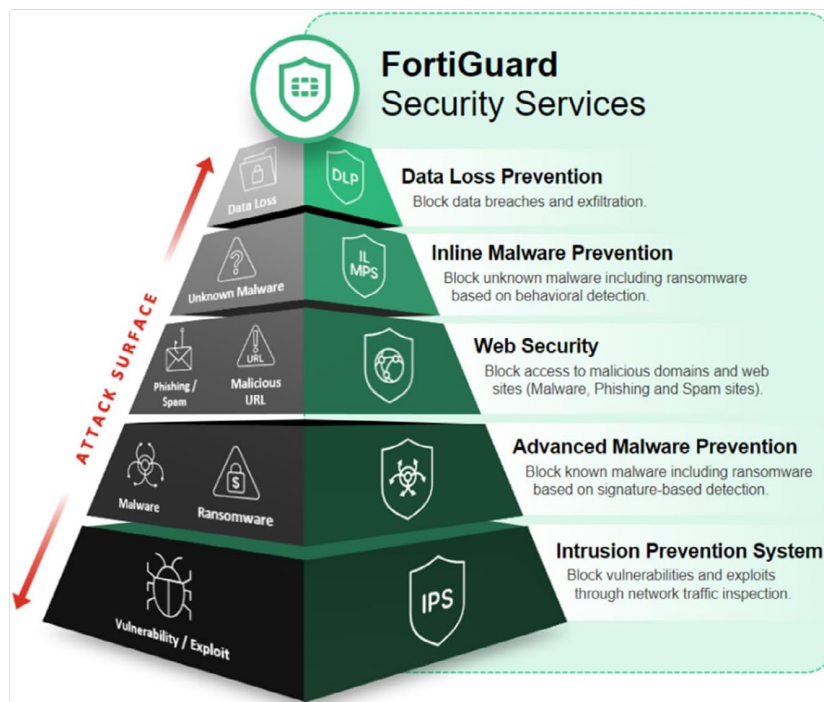 FortiGuard
Security Services
Data Loss
DLP
Data Loss Prevention
Block data breaches and exfiltration.
Unknown Malware
IL
MPS
Inline Malware Prevention
Block unknown malware including ransomware
based on behavioral detection.
ATTACK SURFACE
Phishing /
Spam
URL
Malicious
URL
Web Security
Block access to malicious domains and web
sites (Malware, Phishing and Spam sites).
Malware
$
Ransomware
Advanced Malware Prevention
Block known malware including ransomware
based on signature-based detection.
Vulnerability / Exploit
IPS
Intrusion Prevention System
Block vulnerabilities and exploits
through network traffic inspection.